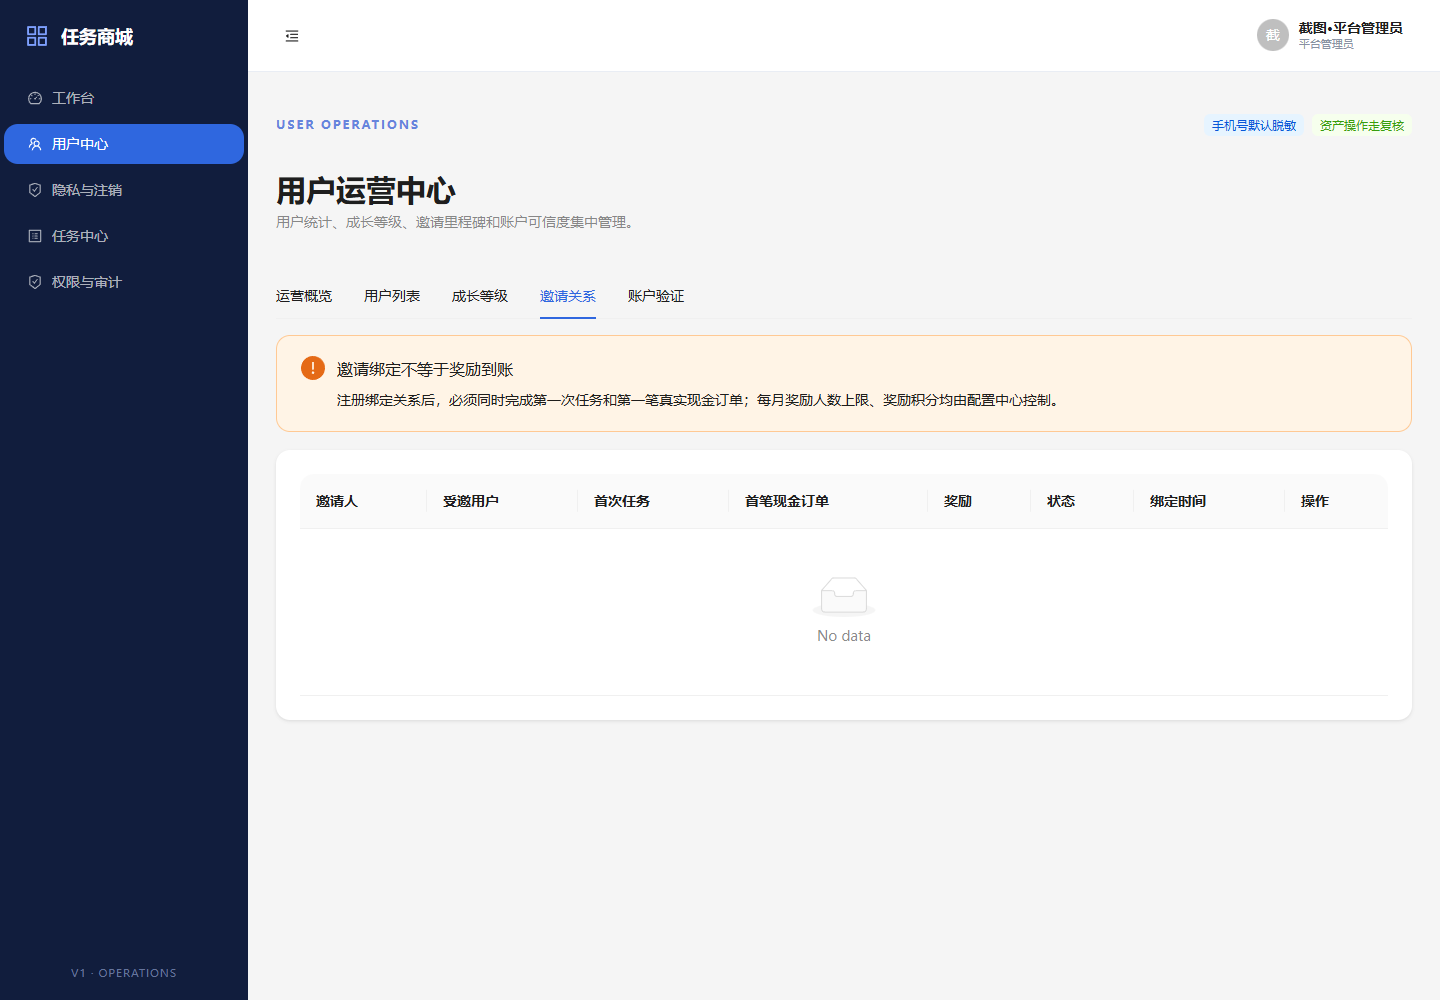 任务商城
截
截图•平台管理员
平台管理员
工作台
用户中心
隐私与注销
任务中心
权限与审计
USER OPERATIONS
手机号默认脱敏
资产操作走复核
用户运营中心
用户统计、成长等级、邀请里程碑和账户可信度集中管理。
运营概览
用户列表
成长等级
邀请关系
账户验证
邀请绑定不等于奖励到账
注册绑定关系后，必须同时完成第一次任务和第一笔真实现金订单；每月奖励人数上限、奖励积分均由配置中心控制。
邀请人
受邀用户
首次任务
首笔现金订单
奖励
状态
绑定时间
操作
No data
V1 · OPERATIONS